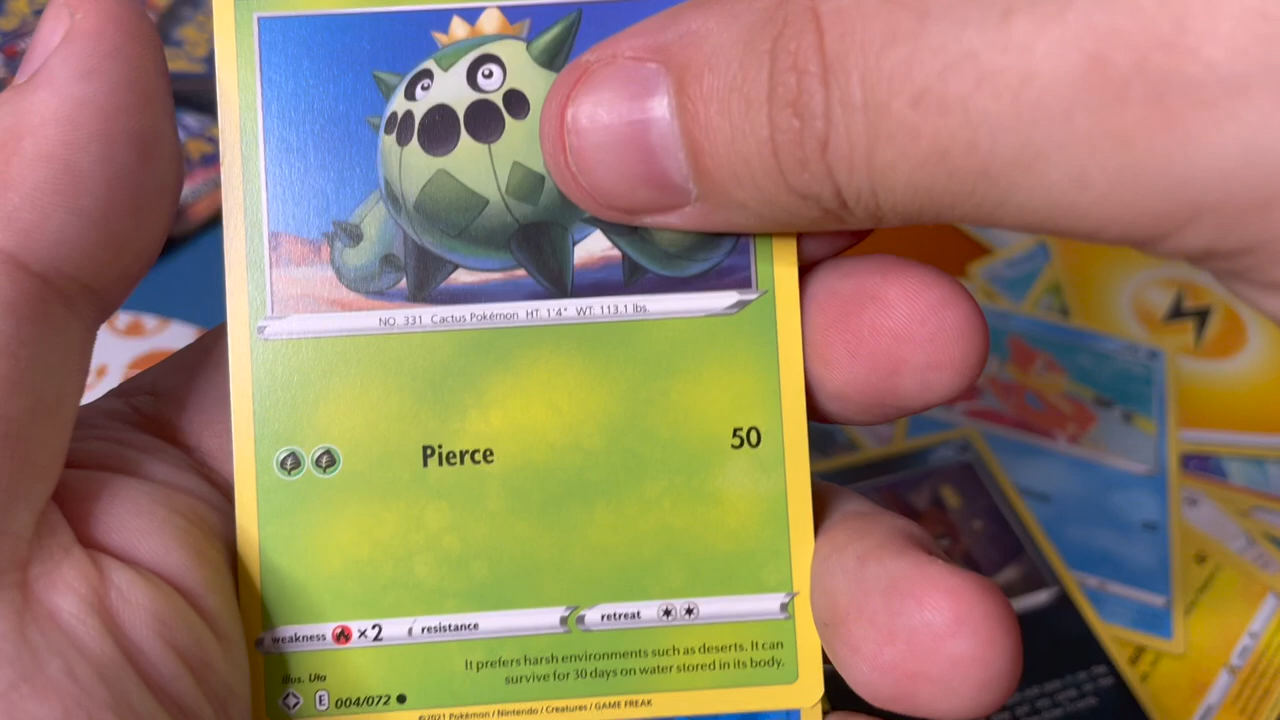 NO. 331 Cactus Pokémon HT: 1'4" WT: 113.1 lbs.
Pierce 50
weakness ×2 resistance retreat
It prefers harsh environments such as deserts. It can
survive for 30 days on water stored in its body.
Illus. Uta
E 004/072
©2021 Pokémon / Nintendo / Creatures / GAME FREAK